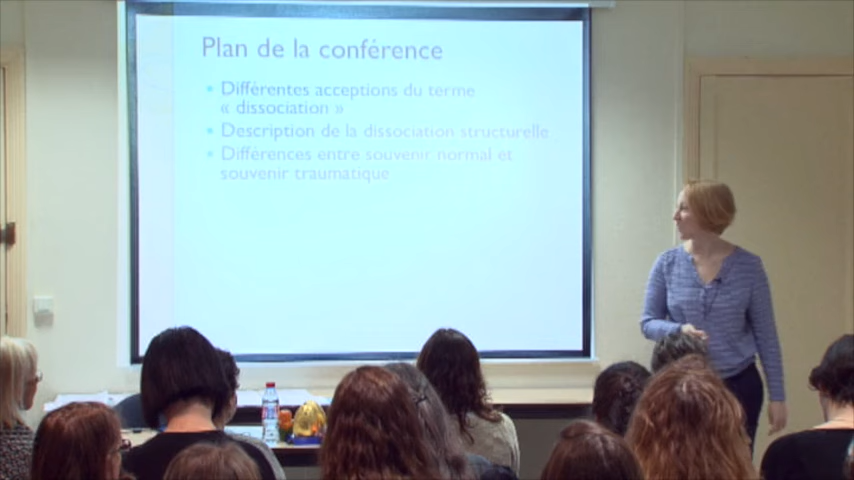 Plan de la conférence
• Différentes acceptions du terme
« dissociation »
• Description de la dissociation structurelle
• Différences entre souvenir normal et
souvenir traumatique